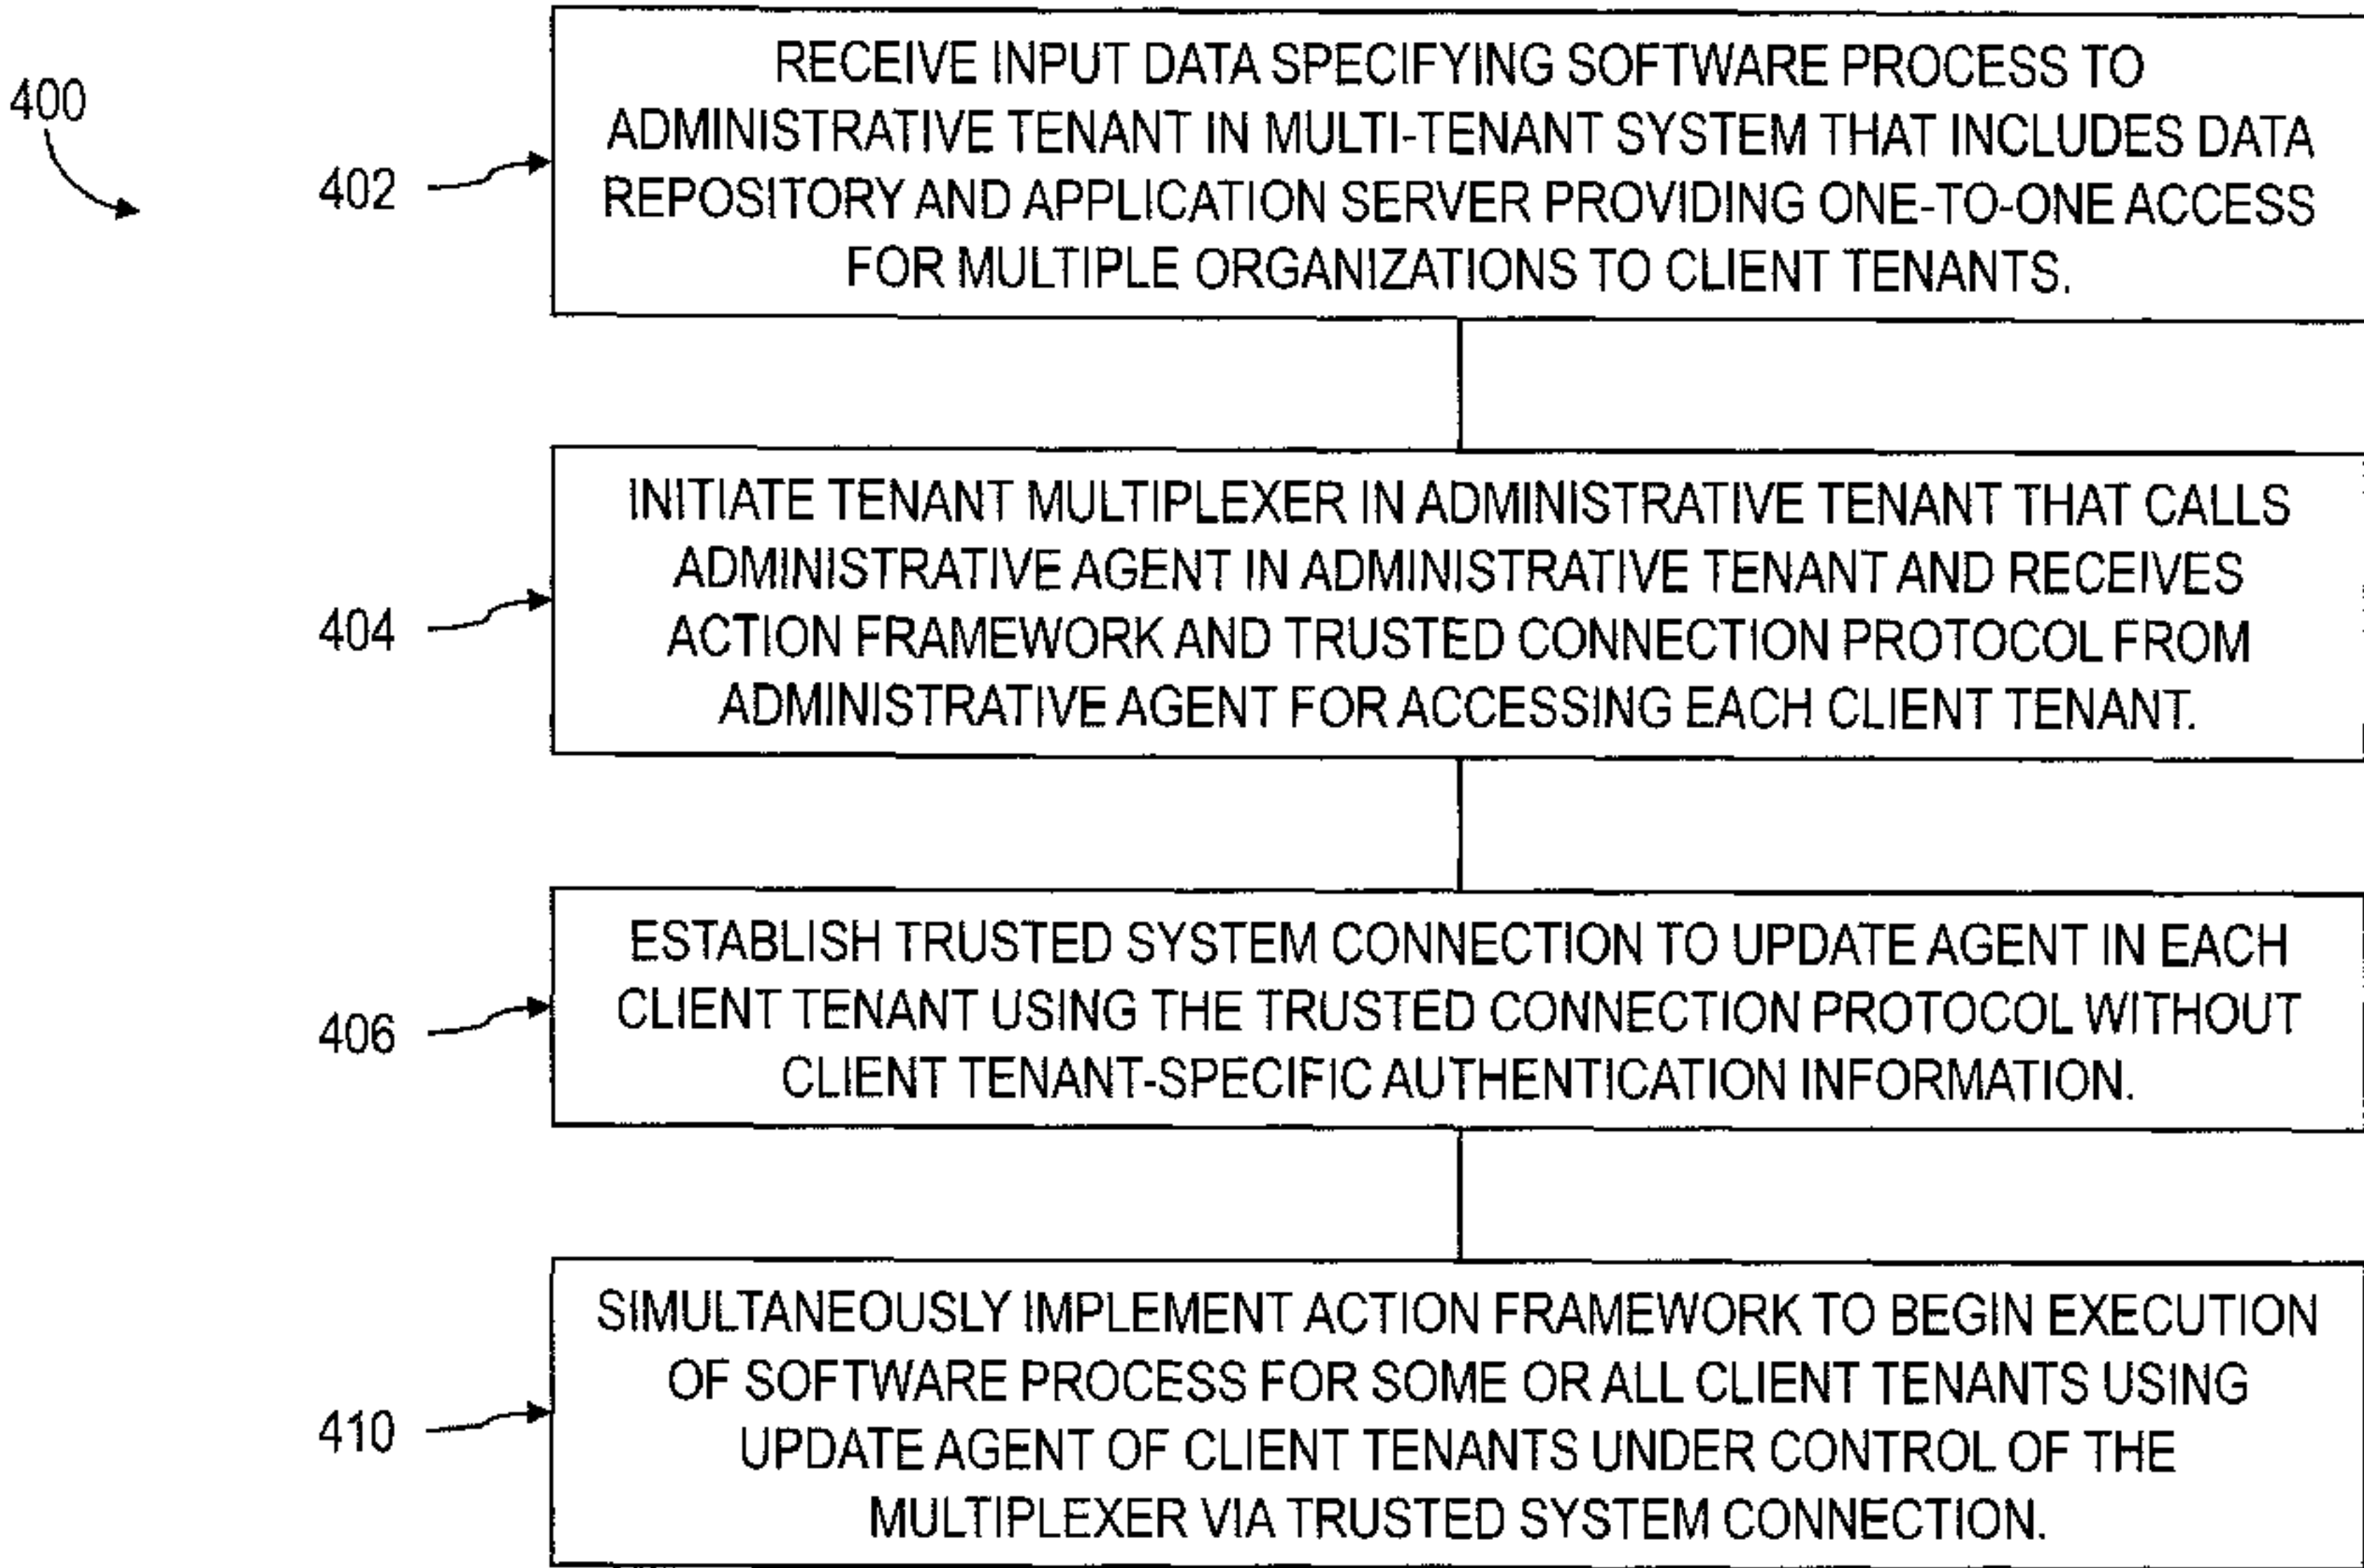 400
402
RECEIVE INPUT DATA SPECIFYING SOFTWARE PROCESS TO
ADMINISTRATIVE TENANT IN MULTI-TENANT SYSTEM THAT INCLUDES DATA
REPOSITORY AND APPLICATION SERVER PROVIDING ONE-TO-ONE ACCESS
FOR MULTIPLE ORGANIZATIONS TO CLIENT TENANTS.
404
INITIATE TENANT MULTIPLEXER IN ADMINISTRATIVE TENANT THAT CALLS
ADMINISTRATIVE AGENT IN ADMINISTRATIVE TENANT AND RECEIVES
ACTION FRAMEWORK AND TRUSTED CONNECTION PROTOCOL FROM
ADMINISTRATIVE AGENT FOR ACCESSING EACH CLIENT TENANT.
406
ESTABLISH TRUSTED SYSTEM CONNECTION TO UPDATE AGENT IN EACH
CLIENT TENANT USING THE TRUSTED CONNECTION PROTOCOL WITHOUT
CLIENT TENANT-SPECIFIC AUTHENTICATION INFORMATION.
410
SIMULTANEOUSLY IMPLEMENT ACTION FRAMEWORK TO BEGIN EXECUTION
OF SOFTWARE PROCESS FOR SOME OR ALL CLIENT TENANTS USING
UPDATE AGENT OF CLIENT TENANTS UNDER CONTROL OF THE
MULTIPLEXER VIA TRUSTED SYSTEM CONNECTION.